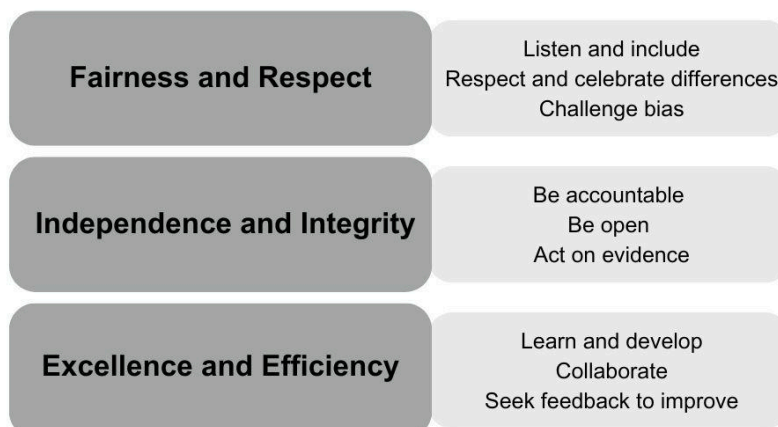 Fairness and Respect
Listen and include
Respect and celebrate differences
Challenge bias
Independence and Integrity
Be accountable
Be open
Act on evidence
Excellence and Efficiency
Learn and develop
Collaborate
Seek feedback to improve